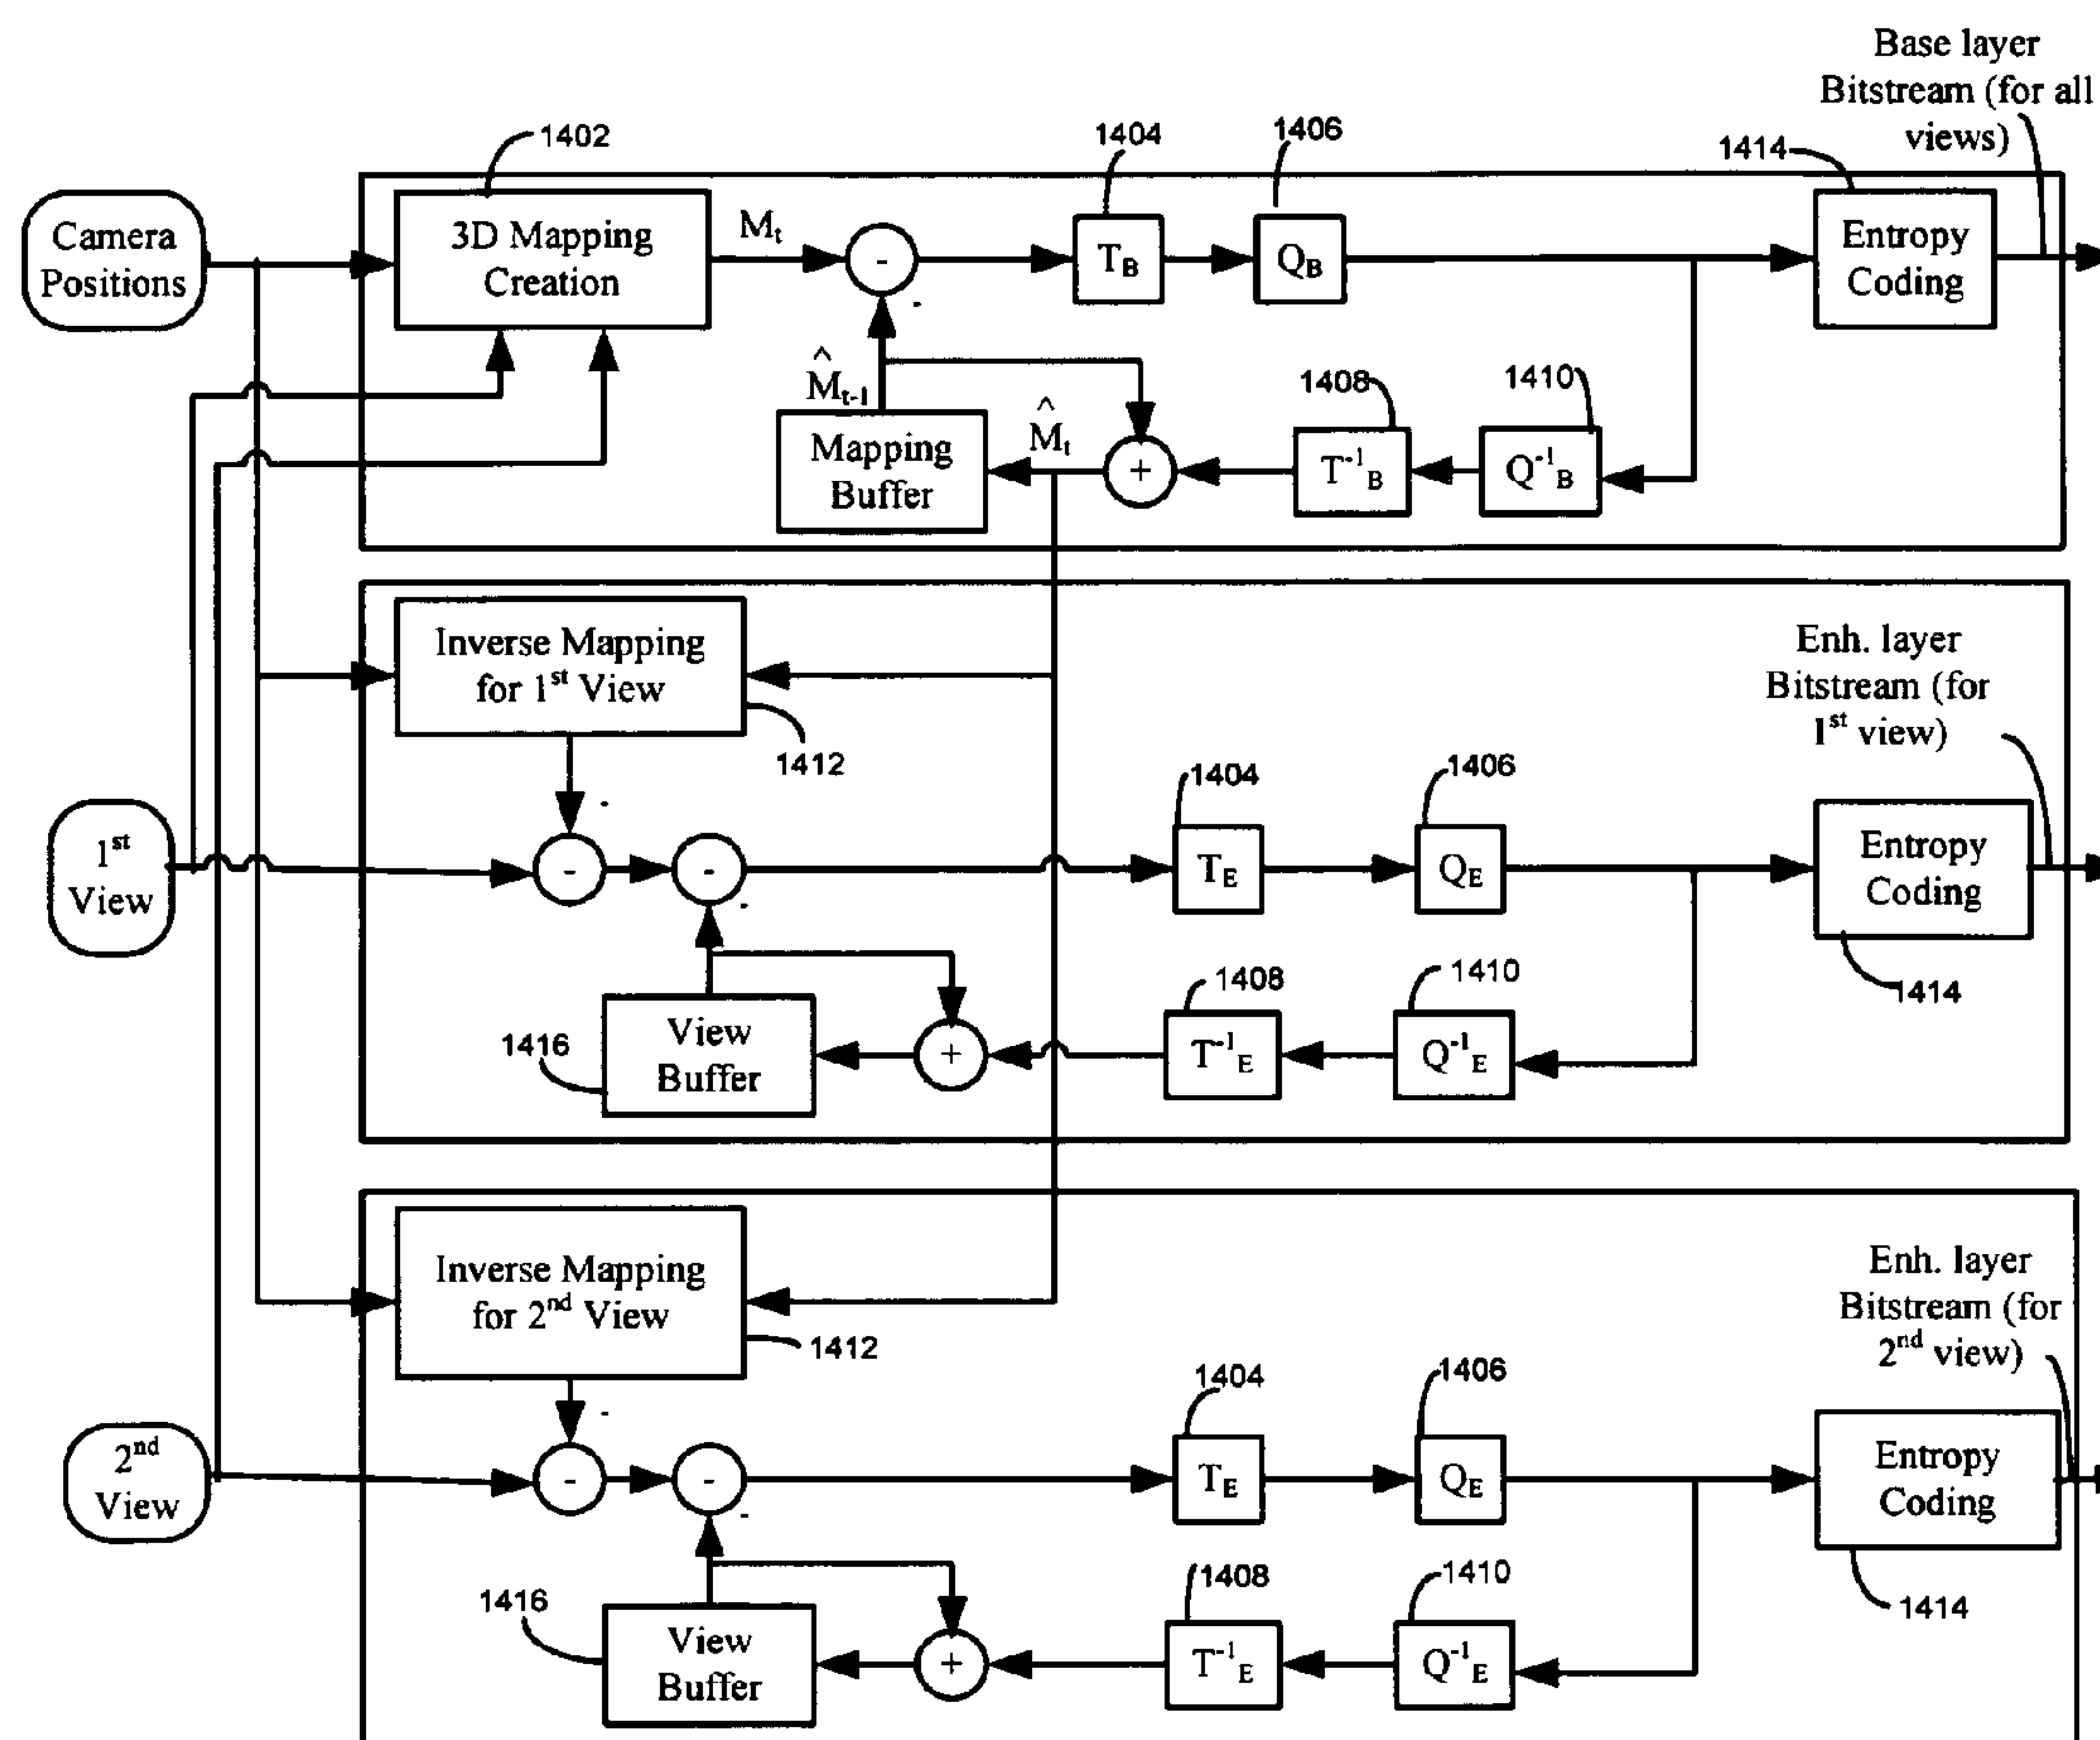 Base layer
Bitstream (for all
views)
1402
1404
1406
1414
Camera
Positions
3D Mapping
Creation
Mt
-
TB
QB
Entropy
Coding
-
^
Mt-1
^
Mt
1408
1410
Mapping
Buffer
+
T-1B
Q-1B
Inverse Mapping
for 1st View
1412
Enh. layer
Bitstream (for
1st view)
1404
1406
-
1st
View
-
-
TE
QE
Entropy
Coding
-
1408
1410
1414
1416
View
Buffer
+
T-1E
Q-1E
Inverse Mapping
for 2nd View
1412
Enh. layer
Bitstream (for
2nd view)
1404
1406
-
2nd
View
-
-
TE
QE
Entropy
Coding
-
1408
1410
1414
1416
View
Buffer
+
T-1E
Q-1E